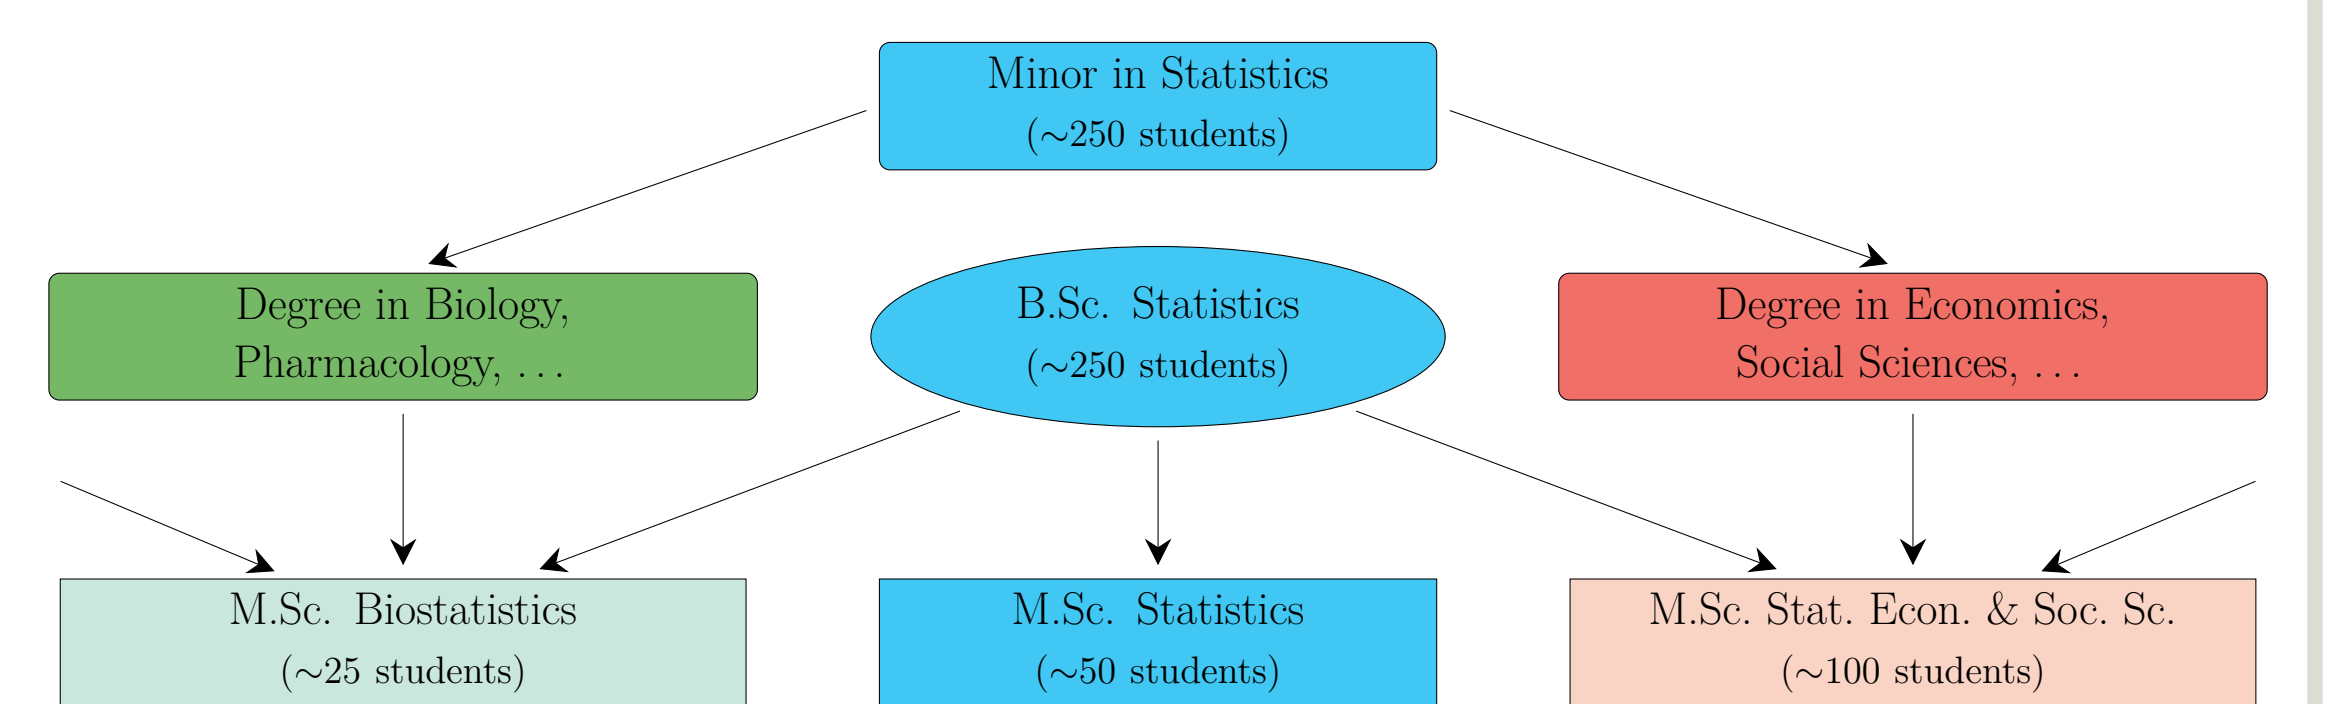 Minor in Statistics
(~250 students)
Degree in Biology,
Pharmacology, ...
B.Sc. Statistics
(~250 students)
Degree in Economics,
Social Sciences, ...
M.Sc. Biostatistics
(~25 students)
M.Sc. Statistics
(~50 students)
M.Sc. Stat. Econ. & Soc. Sc.
(~100 students)